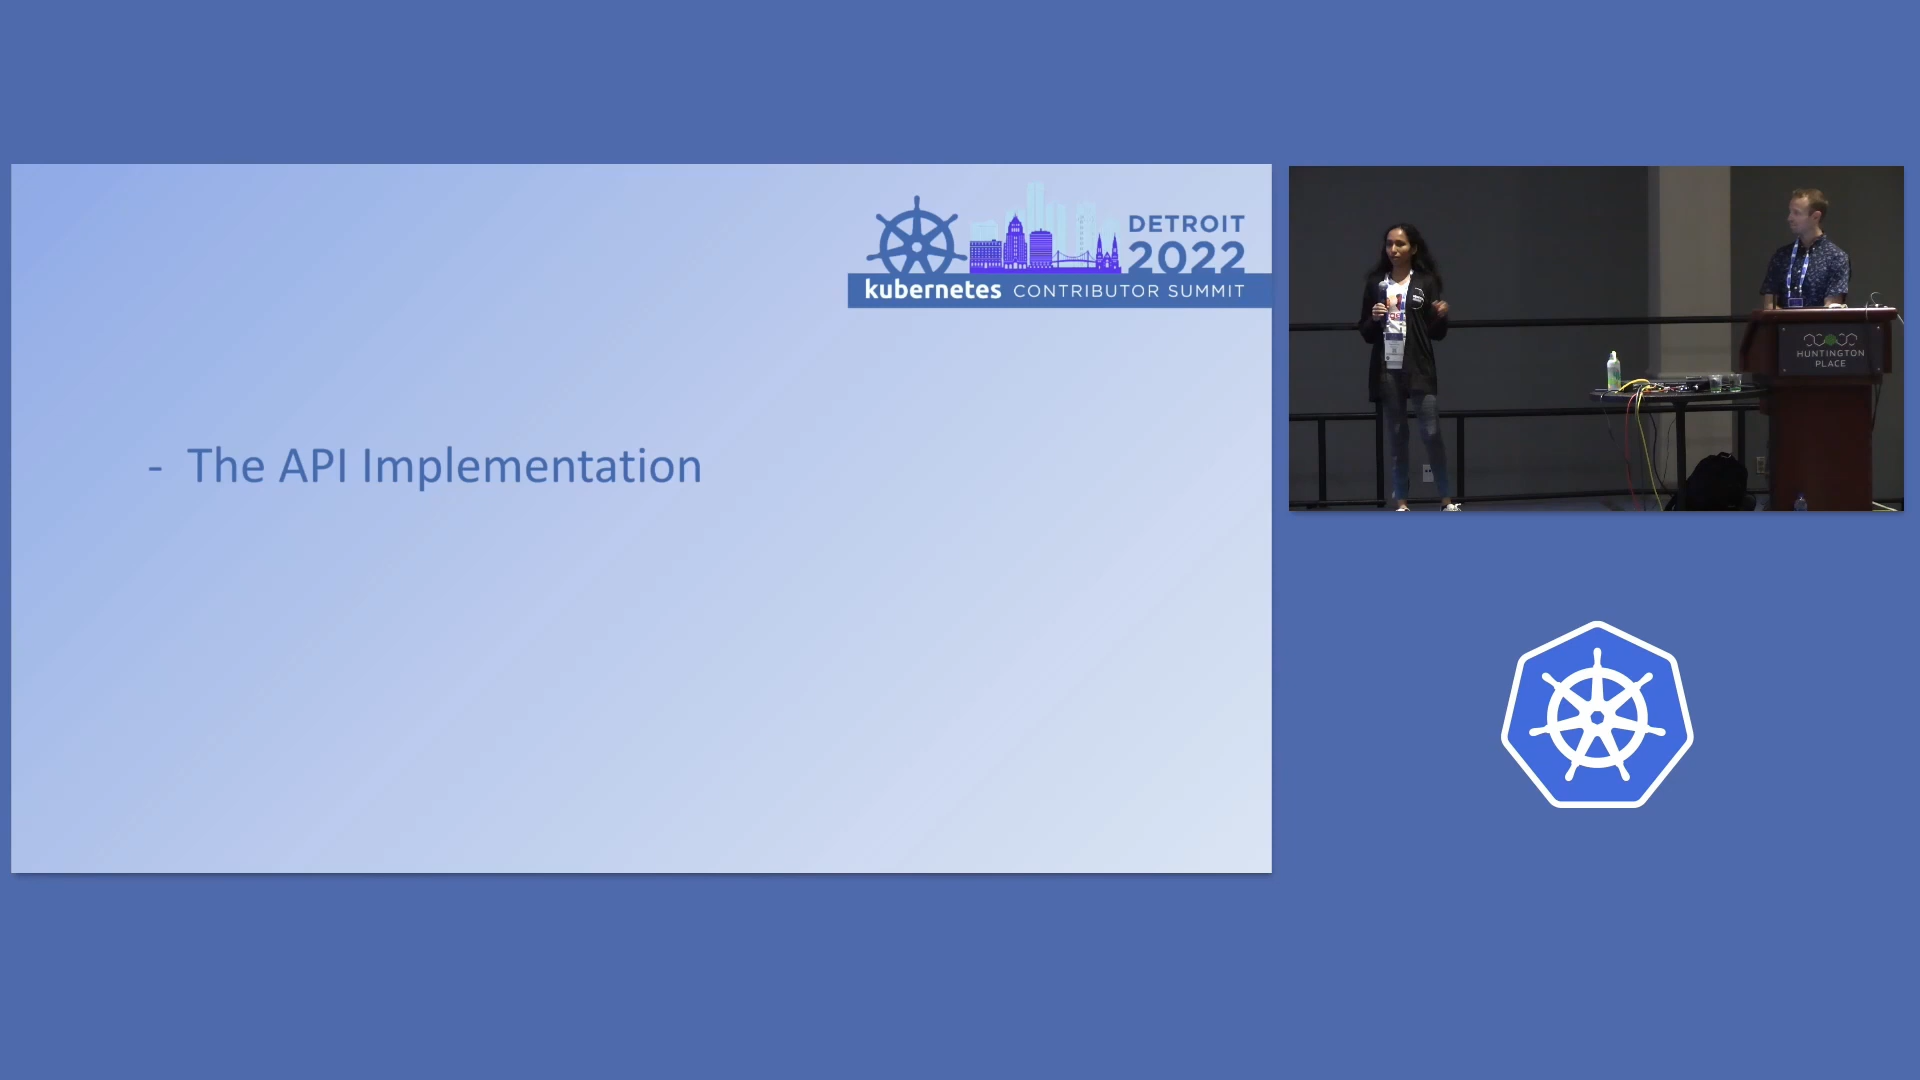 DETROIT
2022
kubernetes CONTRIBUTOR SUMMIT
- The API Implementation
HUNTINGTON
PLACE